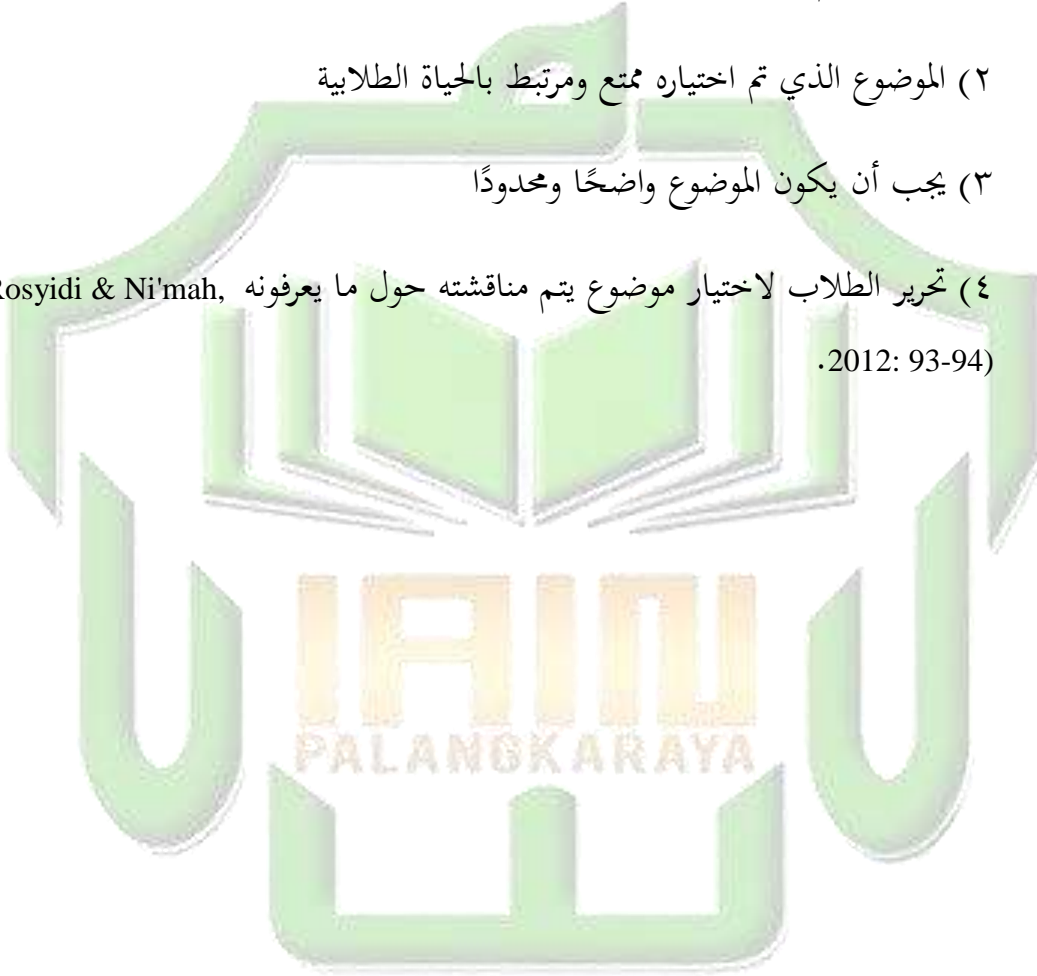 ٢) الموضوع الذي تم اختياره ممتع ومرتبط بالحياة الطلابية
٣) يجب أن يكون الموضوع واضحًا ومحدودًا
٤) تحرير الطلاب لاختيار موضوع يتم مناقشته حول ما يعرفونه Rosyidi & Ni'mah,
2012: 93-94).
IAIN
PALANGKARAYA